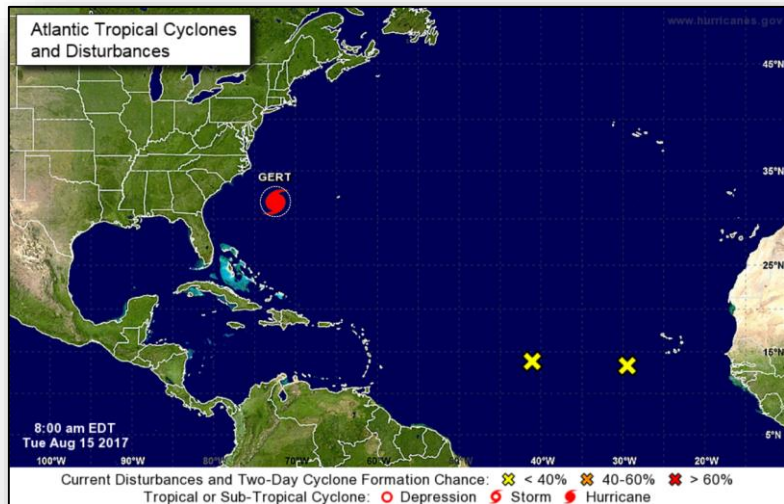 Atlantic Tropical Cyclones
and Disturbances
www.hurricanes.gov
45°N
35°N
GERT
25°N
15°N
5°N
8:00 am EDT
Tue Aug 15 2017
100°W 90°W 80°W 70°W 60°W 50°W 40°W 30°W 20°W
Current Disturbances and Two-Day Cyclone Formation Chance: < 40% 40-60% > 60%
Tropical or Sub-Tropical Cyclone: Depression Storm Hurricane